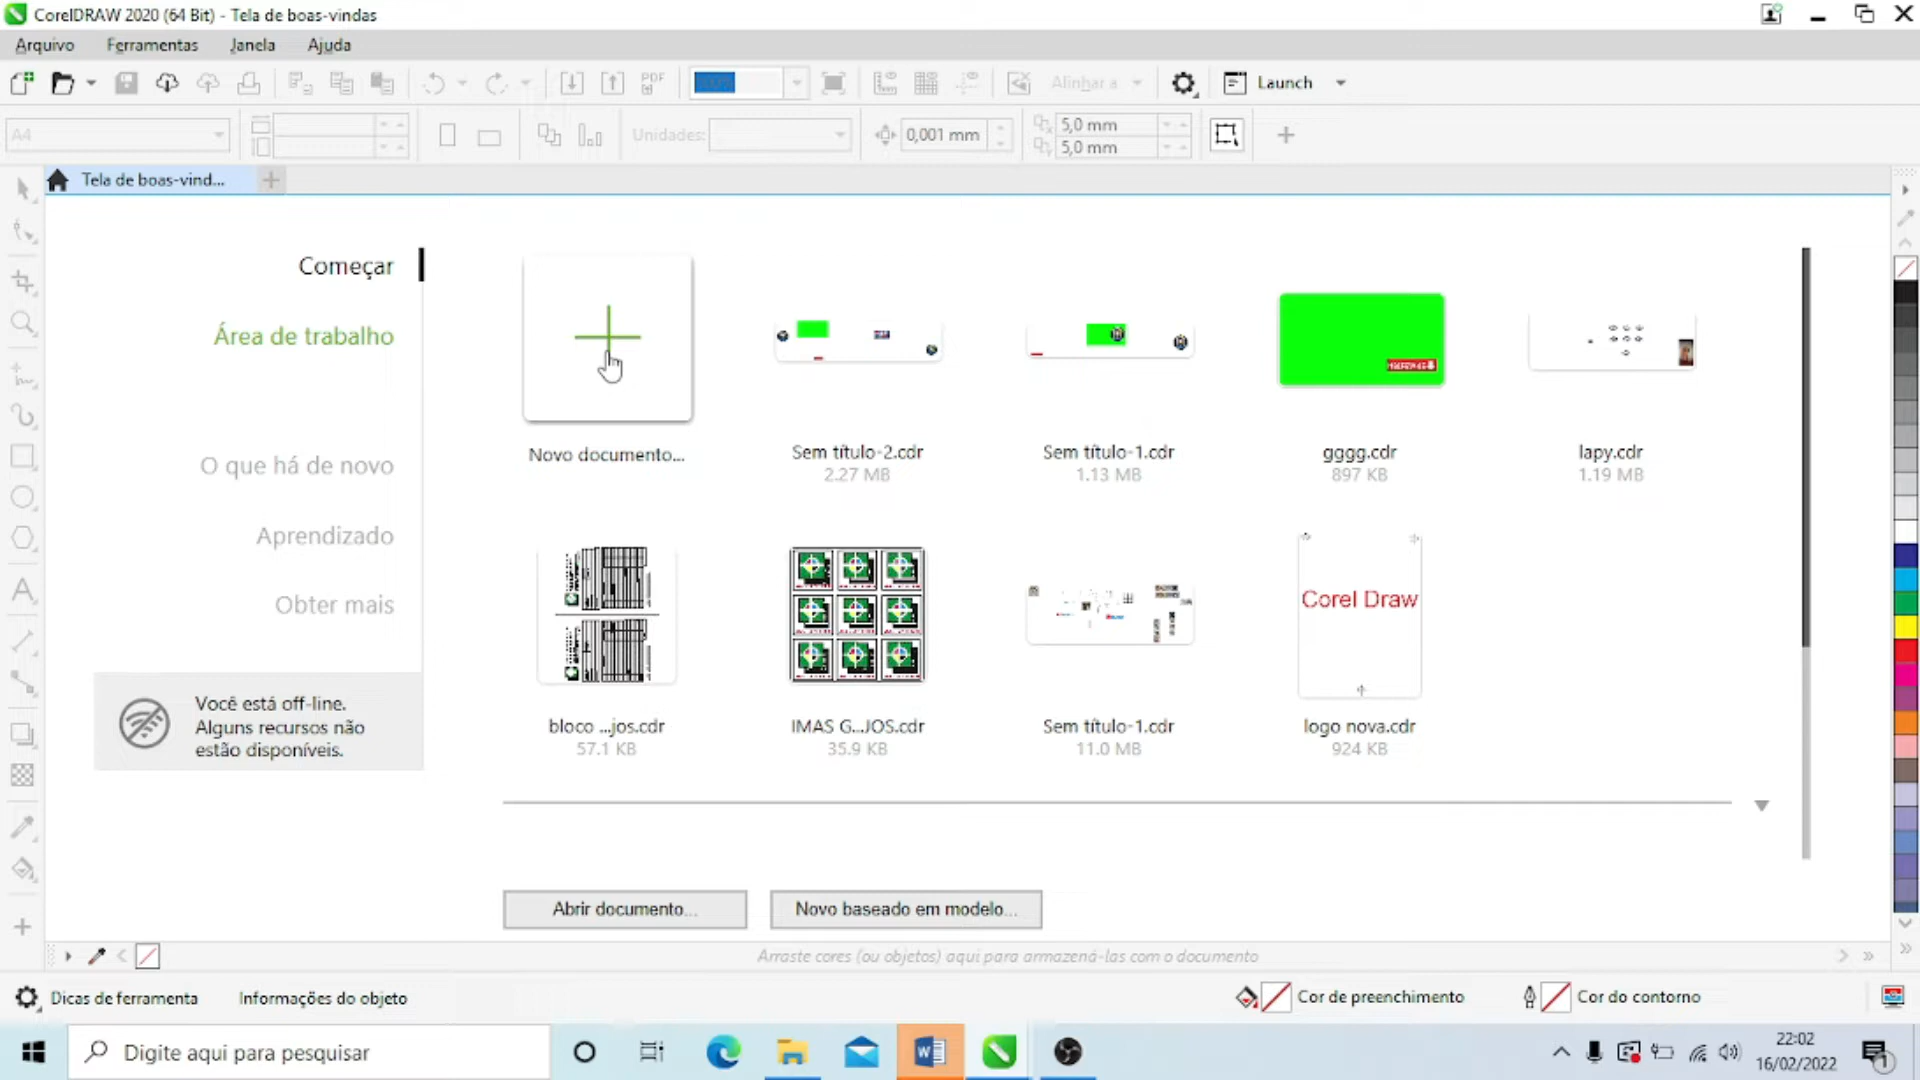 CorelDRAW 2020 (64 Bit) - Tela de boas-vindas
Arquivo Ferramentas Janela Ajuda
PDF Alinhar a Launch
A4 Unidades: 0,001 mm 5,0 mm
5,0 mm
Tela de boas-vind...
Começar
Área de trabalho
O que há de novo
Aprendizado
Obter mais
Você está off-line.
Alguns recursos não
estão disponíveis.
Novo documento...
Sem título-2.cdr
2.27 MB
Sem título-1.cdr
1.13 MB
gggg.cdr
897 KB
lapy.cdr
1.19 MB
bloco ...jos.cdr
57.1 KB
IMAS G...JOS.cdr
35.9 KB
Sem título-1.cdr
11.0 MB
Corel Draw
logo nova.cdr
924 KB
Abrir documento... Novo baseado em modelo...
Arraste cores (ou objetos) aqui para armazená-las com o documento
Dicas de ferramenta Informações do objeto Cor de preenchimento Cor do contorno
Digite aqui para pesquisar
22:02
16/02/2022
1